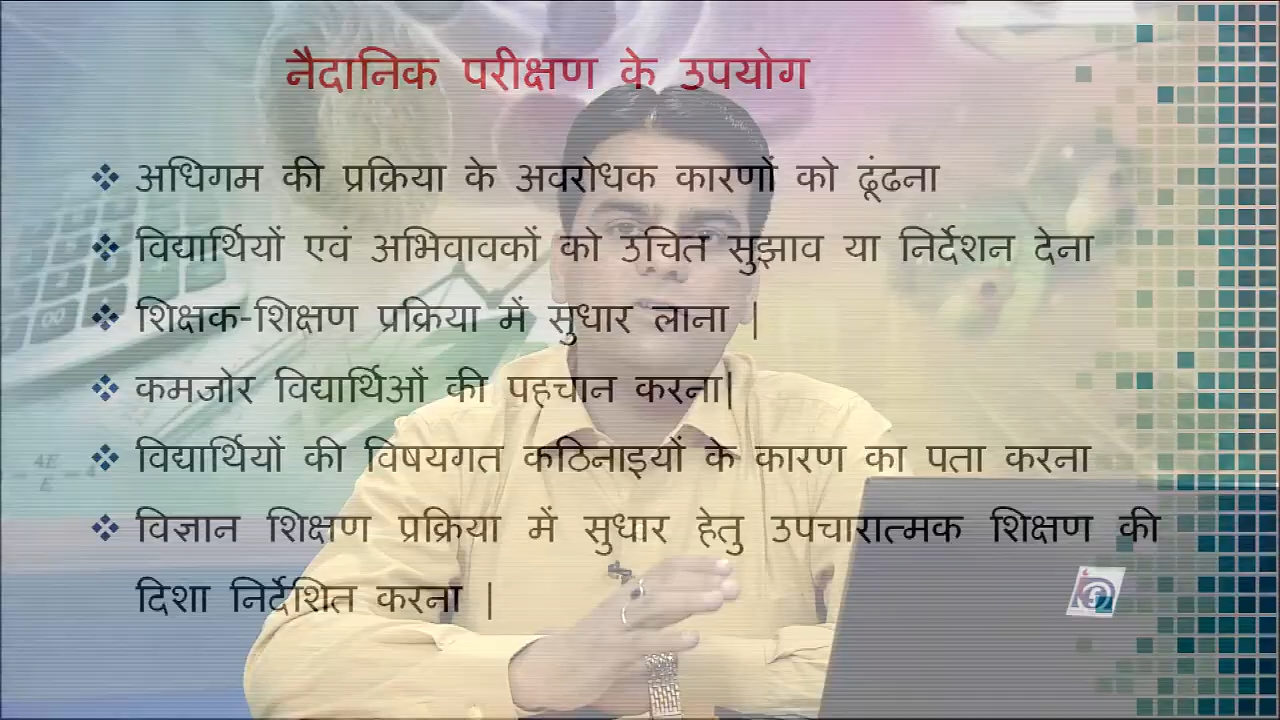 नैदानिक परीक्षण के उपयोग
❖ अधिगम की प्रक्रिया के अवरोधक कारणों को ढूंढना
❖ विद्यार्थियों एवं अभिवावकों को उचित सुझाव या निर्देशन देना
❖ शिक्षक-शिक्षण प्रक्रिया में सुधार लाना |
❖ कमजोर विद्यार्थिओं की पहचान करना|
❖ विद्यार्थियों की विषयगत कठिनाइयों के कारण का पता करना
❖ विज्ञान शिक्षण प्रक्रिया में सुधार हेतु उपचारात्मक शिक्षण की
दिशा निर्देशित करना |